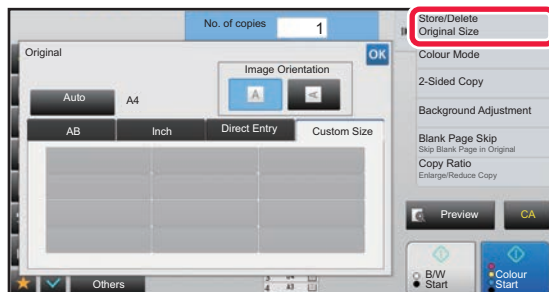 No. of copies
1
Store/Delete
Original Size
Original
OK
Colour Mode
Image Orientation
A
A
2-Sided Copy
Auto
A4
Background Adjustment
AB
Inch
Direct Entry
Custom Size
Blank Page Skip
Skip Blank Page in Original
Copy Ratio
Enlarge/Reduce Copy
Preview
CA
B/W
Start
Colour
Start
Others
4 A3